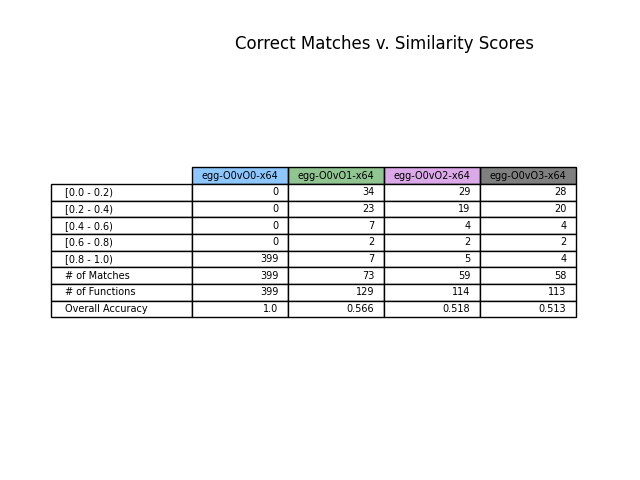 Correct Matches v. Similarity Scores
egg-O0vO0-x64 egg-O0vO1-x64 egg-O0vO2-x64 egg-O0vO3-x64
[0.0 - 0.2) 0 34 29 28
[0.2 - 0.4) 0 23 19 20
[0.4 - 0.6) 0 7 4 4
[0.6 - 0.8) 0 2 2 2
[0.8 - 1.0) 399 7 5 4
# of Matches 399 73 59 58
# of Functions 399 129 114 113
Overall Accuracy 1.0 0.566 0.518 0.513